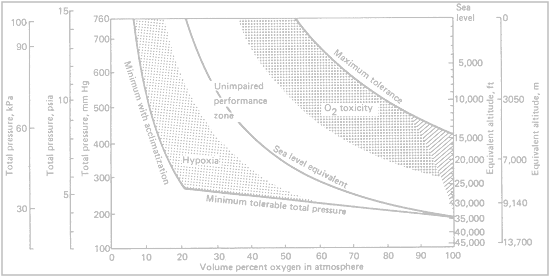 Total pressure, kPa
100
90
60
30
Total pressure, psia
15
10
5
Total pressure, mm Hg
760
700
600
500
400
300
200
100
Minimum with acclimatization
Hypoxia
Unimpaired
performance
zone
Maximum tolerance
O2 toxicity
Sea level equivalent
Minimum tolerable total pressure
0 10 20 30 40 50 60 70 80 90 100
Volume percent oxygen in atmosphere
Sea
level
5,000
10,000
15,000
20,000
25,000
30,000
35,000
40,000
45,000
Equivalent altitude, ft
0
3050
7,000
9,140
13,700
Equivalent altitude, m